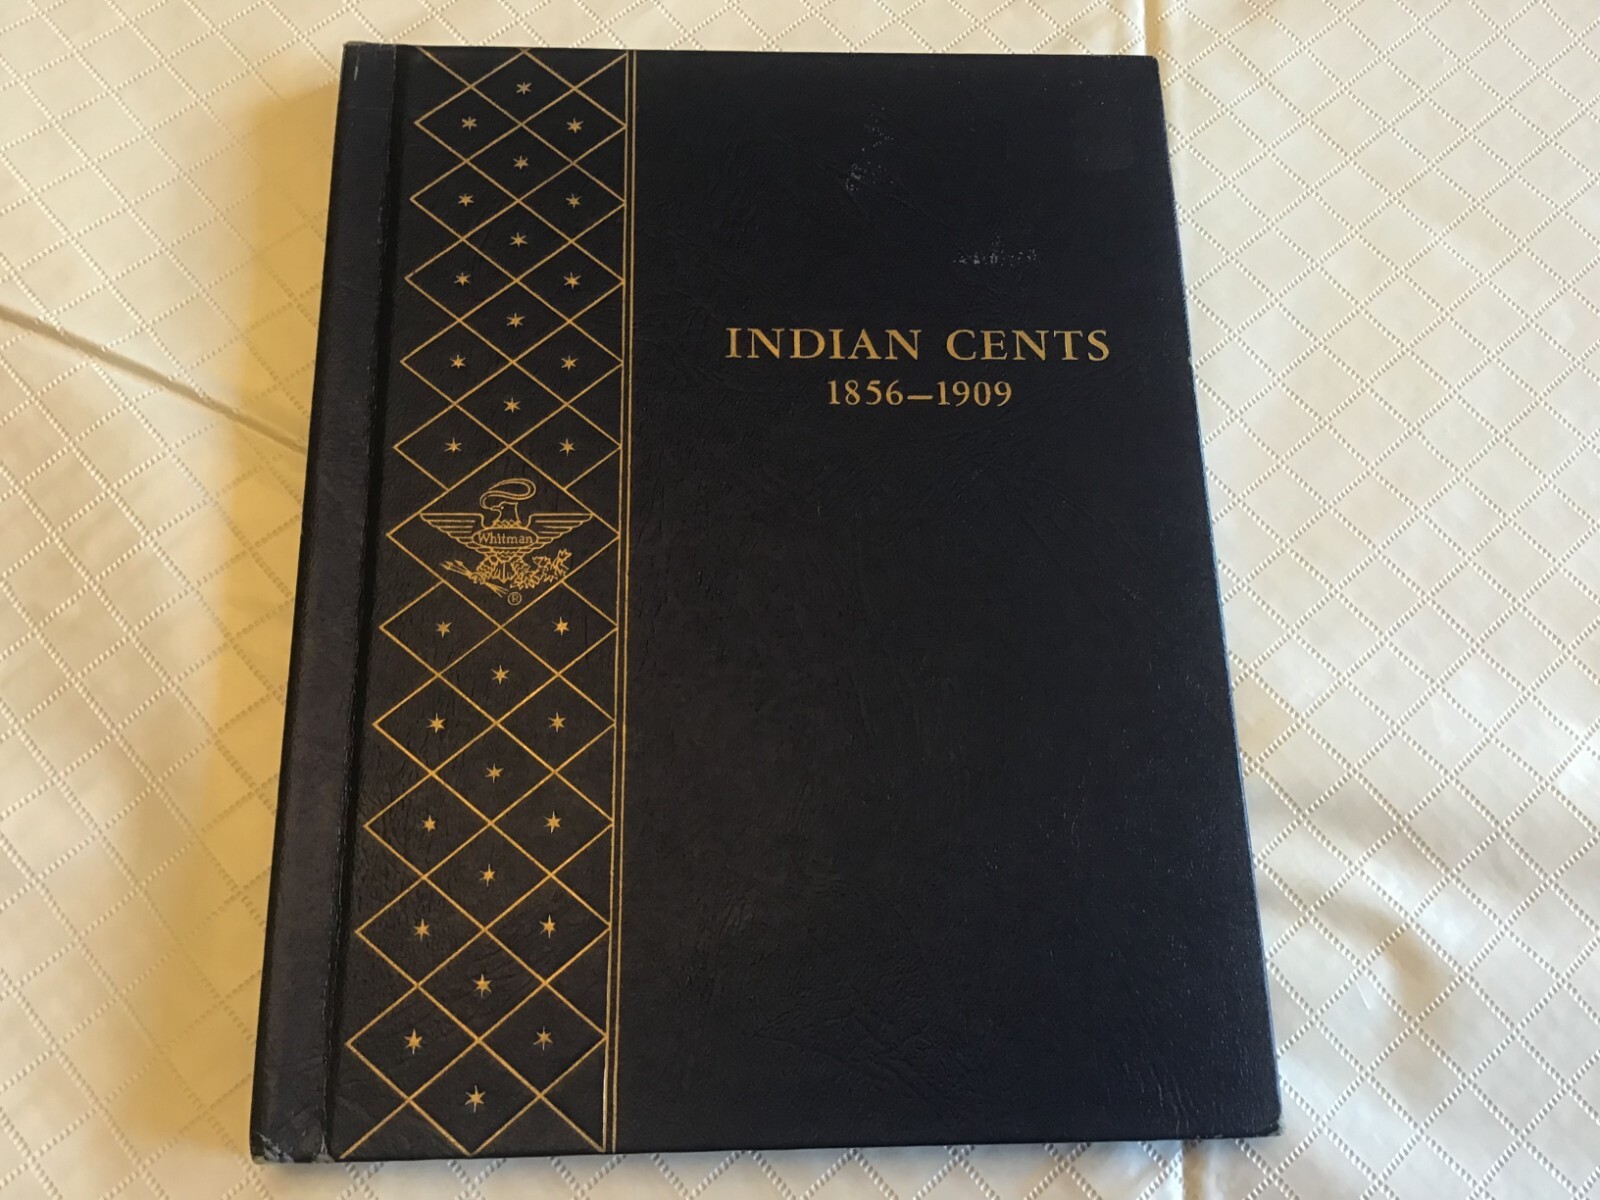 INDIAN CENTS
1856–1909
Whitman
®